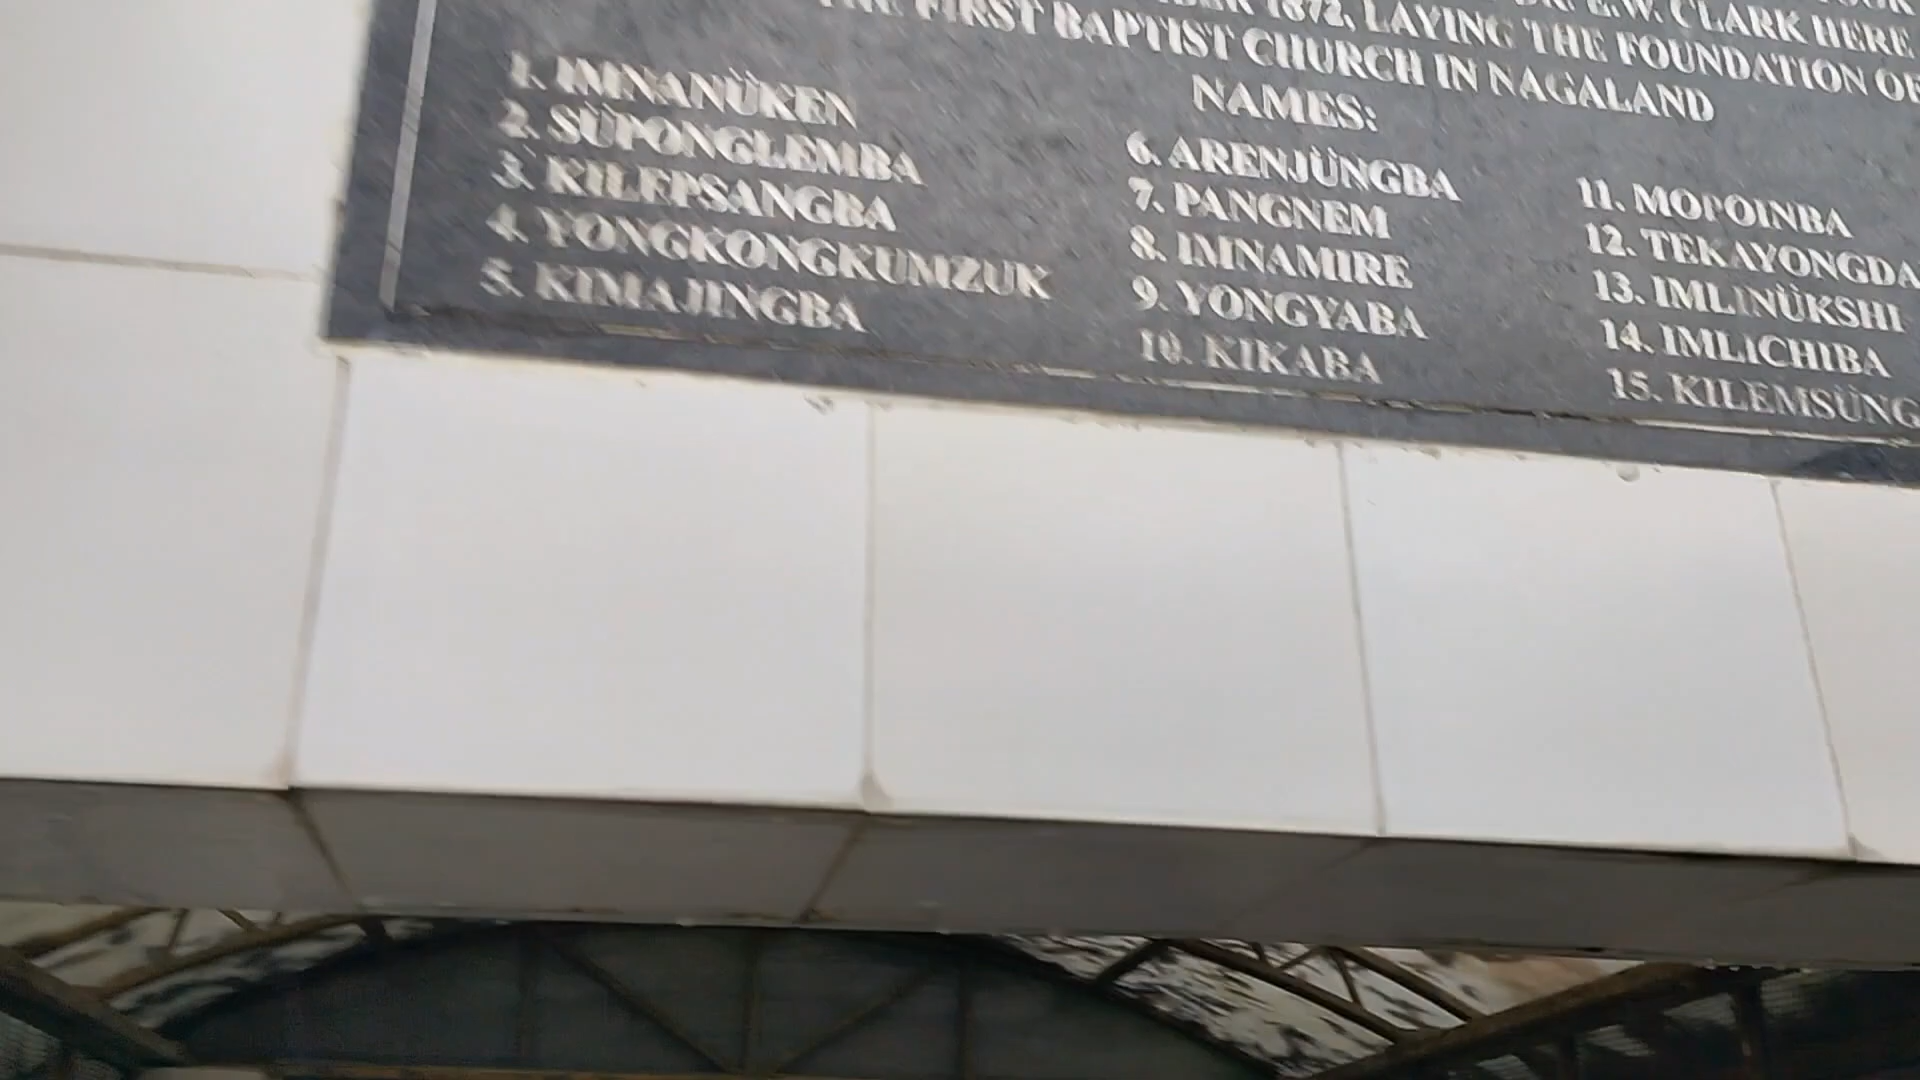 1872. LAYING THE FOUNDATION OF
E.W. CLARK HERE
THE FIRST BAPTIST CHURCH IN NAGALAND
NAMES:
1. IMNANÜKEN
2. SÜPONGLEMBA
3. KILEPSANGBA
4. YONGKONGKUMZUK
5. KIMAJINGBA
6. ARENJÜNGBA
7. PANGNEM
8. IMNAMIRE
9. YONGYABA
10. KIKABA
11. MOPOINBA
12. TEKAYONGDA
13. IMLINÜKSHI
14. IMLICHIBA
15. KILEMSÜNG